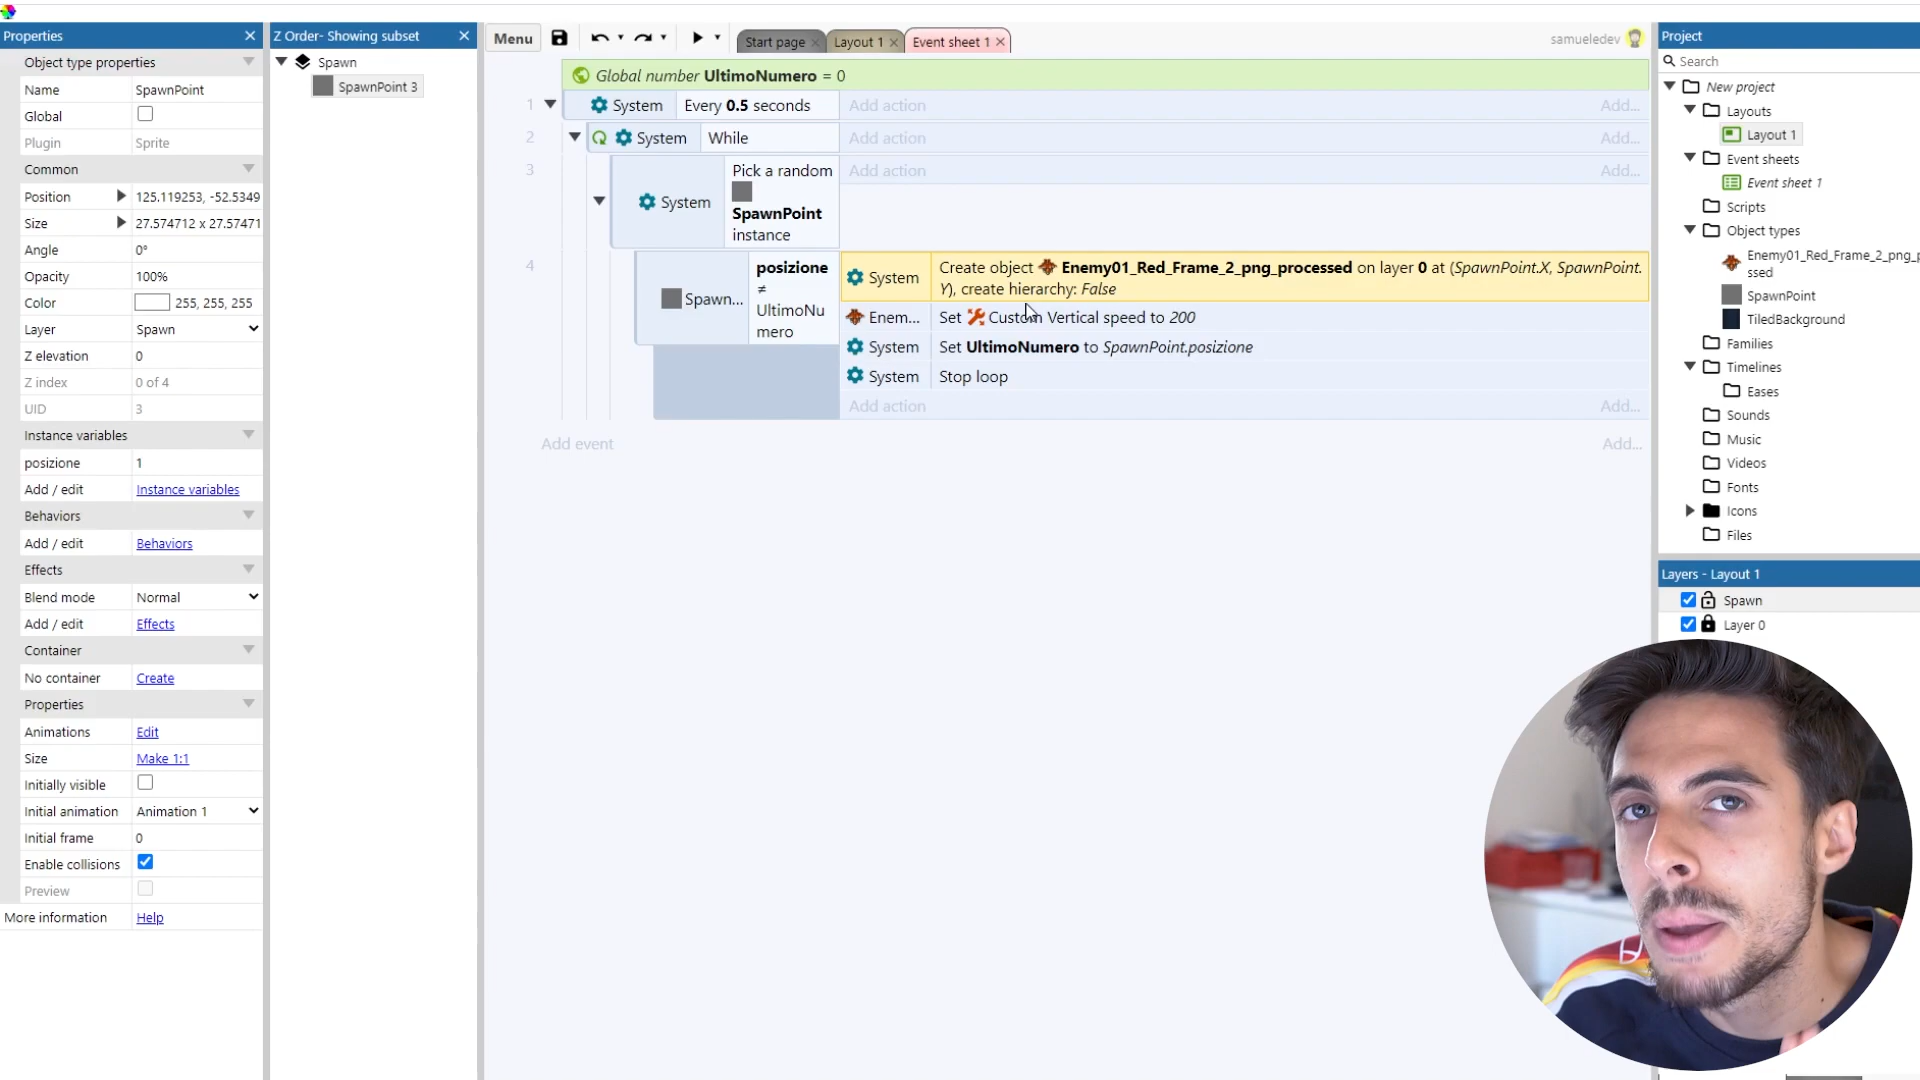 Properties
Object type properties
Name SpawnPoint
Global
Plugin Sprite
Common
Position 125.119253, -52.5349
Size 27.574712 x 27.57471
Angle 0°
Opacity 100%
Color 255, 255, 255
Layer Spawn
Z elevation 0
Z index 0 of 4
UID 3
Instance variables
posizione 1
Add / edit Instance variables
Behaviors
Add / edit Behaviors
Effects
Blend mode Normal
Add / edit Effects
Container
No container Create
Properties
Animations Edit
Size Make 1:1
Initially visible
Initial animation Animation 1
Initial frame 0
Enable collisions
Preview
More information Help
Z Order- Showing subset
Spawn
SpawnPoint 3
Menu
Start page Layout 1 Event sheet 1
samueledev
Global number UltimoNumero = 0
1 System Every 0.5 seconds Add action Add...
2 System While Add action Add...
3 System Pick a random SpawnPoint instance Add action Add...
4 Spawn... posizione ≠ UltimoNu
mero
System Create object Enemy01_Red_Frame_2_png_processed on layer 0 at (SpawnPoint.X, SpawnPoint.
Y), create hierarchy: False
Enem... Set Custom Vertical speed to 200
System Set UltimoNumero to SpawnPoint.posizione
System Stop loop
Add action Add...
Add event Add...
Project
Search
New project
Layouts
Layout 1
Event sheets
Event sheet 1
Scripts
Object types
Enemy01_Red_Frame_2_png_p
ssed
SpawnPoint
TiledBackground
Families
Timelines
Eases
Sounds
Music
Videos
Fonts
Icons
Files
Layers - Layout 1
Spawn
Layer 0